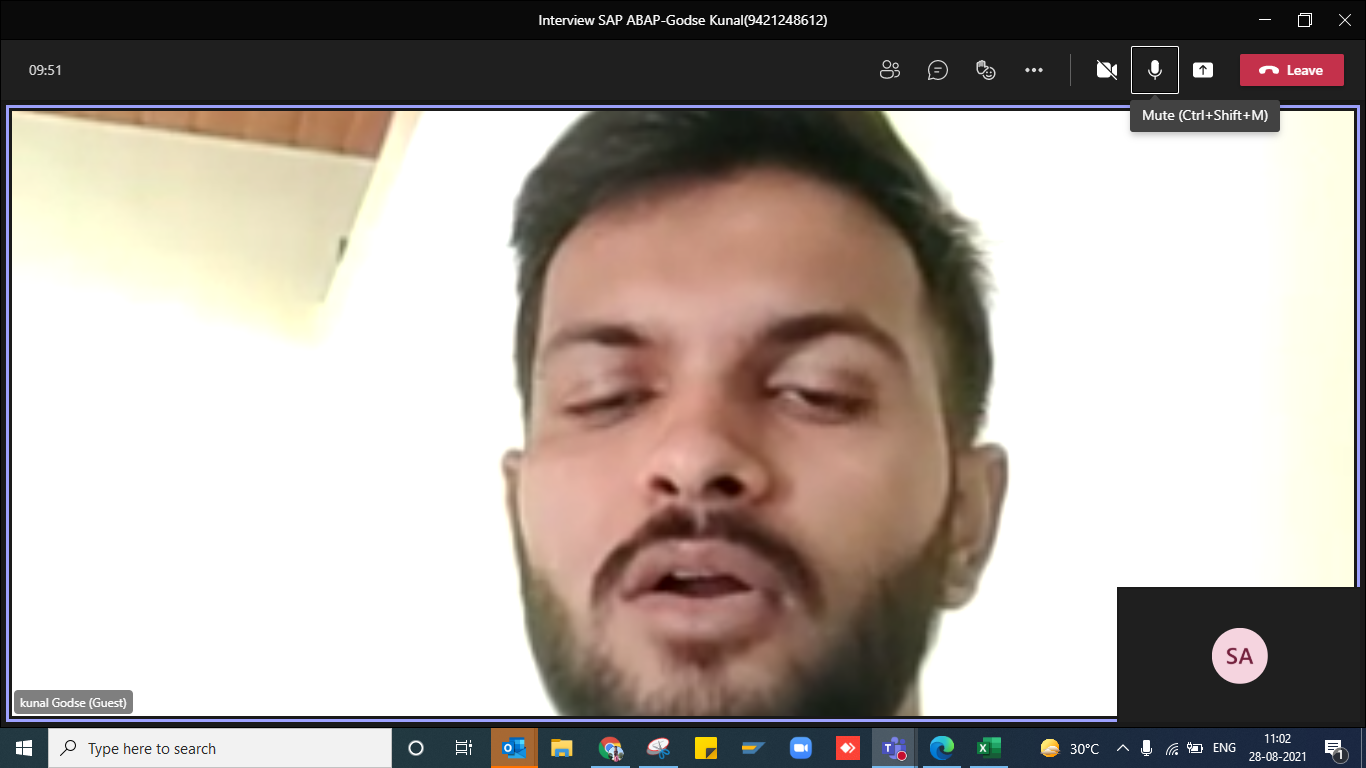 Interview SAP ABAP-Godse Kunal(9421248612)
09:51
Leave
Mute (Ctrl+Shift+M)
SA
kunal Godse (Guest)
Type here to search
30°C
ENG
11:02
28-08-2021
1